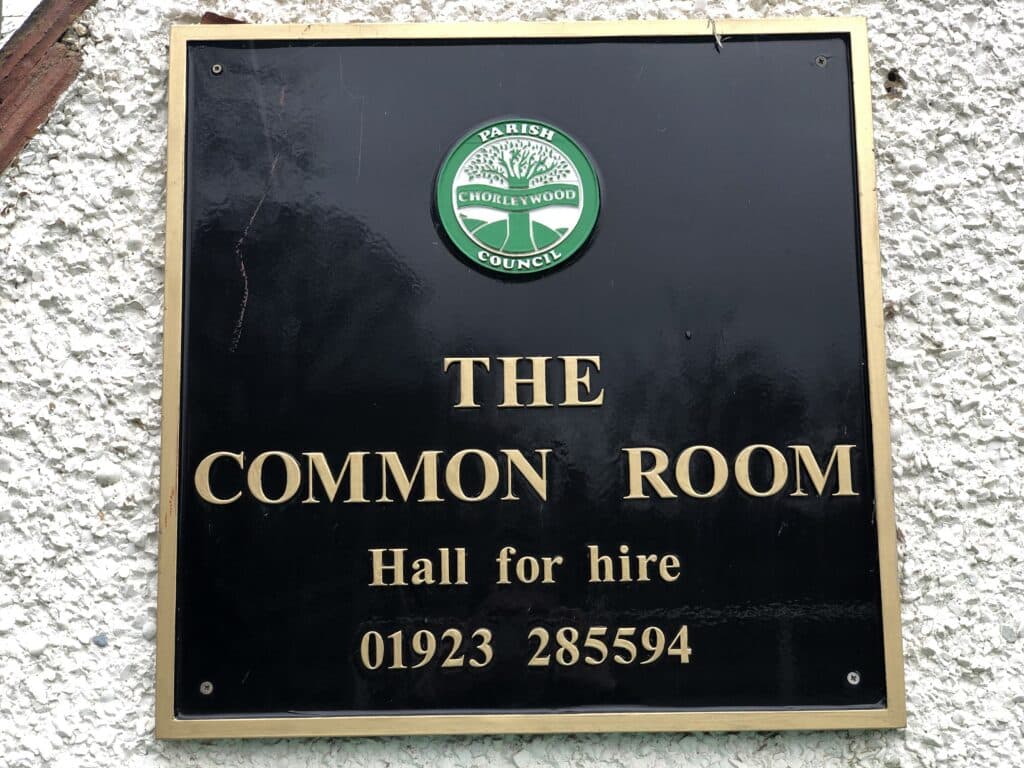 PARISH
CHORLEYWOOD
COUNCIL
THE
COMMON ROOM
Hall for hire
01923 285594